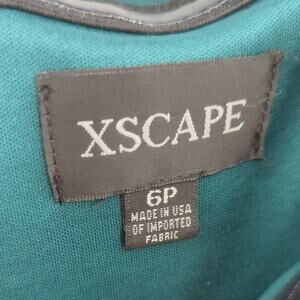 XSCAPE
6P
MADE IN USA
OF IMPORTED
FABRIC